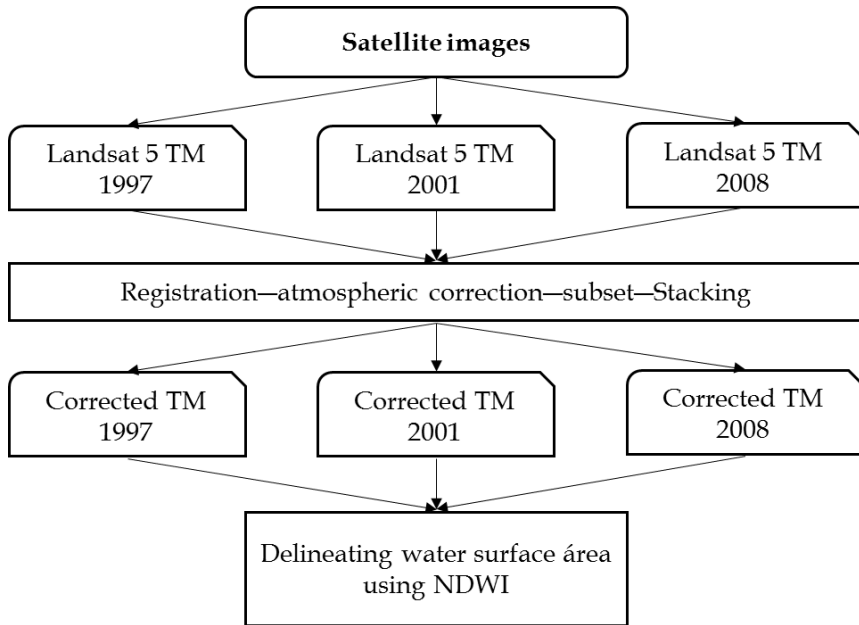 Satellite images
Landsat 5 TM
1997
Landsat 5 TM
2001
Landsat 5 TM
2008
Registration—atmospheric correction—subset—Stacking
Corrected TM
1997
Corrected TM
2001
Corrected TM
2008
Delineating water surface área
using NDWI